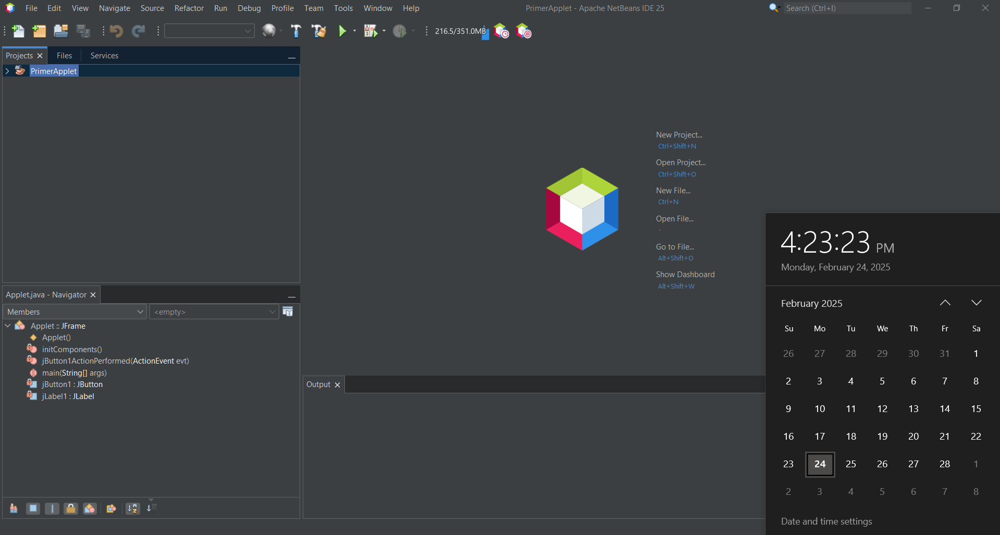 File Edit View Navigate Source Refactor Run Debug Profile Team Tools Window Help
PrimerApplet - Apache NetBeans IDE 25
Search (Ctrl+I)
216.5/351.0MB
Projects Files Services
PrimerApplet
New Project...
Ctrl+Shift+N
Open Project...
Ctrl+Shift+O
New File...
Ctrl+N
Open File...
-
Go to File...
Alt+Shift+O
Show Dashboard
Alt+Shift+W
Applet.java - Navigator
Members <empty>
Applet :: JFrame
Applet()
initComponents()
jButton1ActionPerformed(ActionEvent evt)
main(String[] args)
jButton1 : JButton
jLabel1 : JLabel
Output
4:23:23 PM
Monday, February 24, 2025
February 2025
Su Mo Tu We Th Fr Sa
26 27 28 29 30 31 1
2 3 4 5 6 7 8
9 10 11 12 13 14 15
16 17 18 19 20 21 22
23 24 25 26 27 28 1
2 3 4 5 6 7 8
Date and time settings